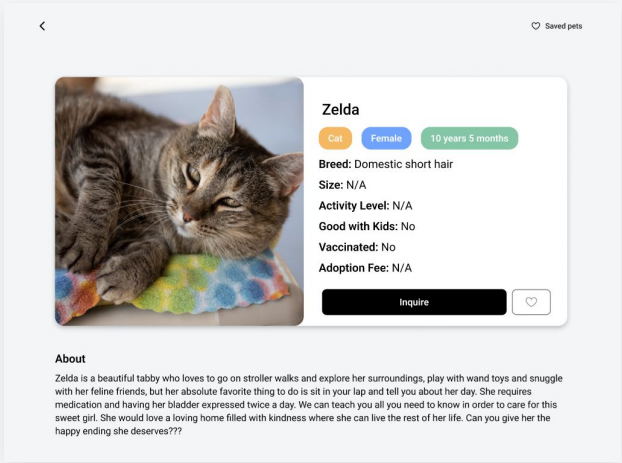 Saved pets
Zelda
Cat
Female
10 years 5 months
Breed: Domestic short hair
Size: N/A
Activity Level: N/A
Good with Kids: No
Vaccinated: No
Adoption Fee: N/A
Inquire
About
Zelda is a beautiful tabby who loves to go on stroller walks and explore her surroundings, play with wand toys and snuggle
with her feline friends, but her absolute favorite thing to do is sit in your lap and tell you about her day. She requires
medication and having her bladder expressed twice a day. We can teach you all you need to know in order to care for this
sweet girl. She would love a loving home filled with kindness where she can live the rest of her life. Can you give her the
happy ending she deserves???